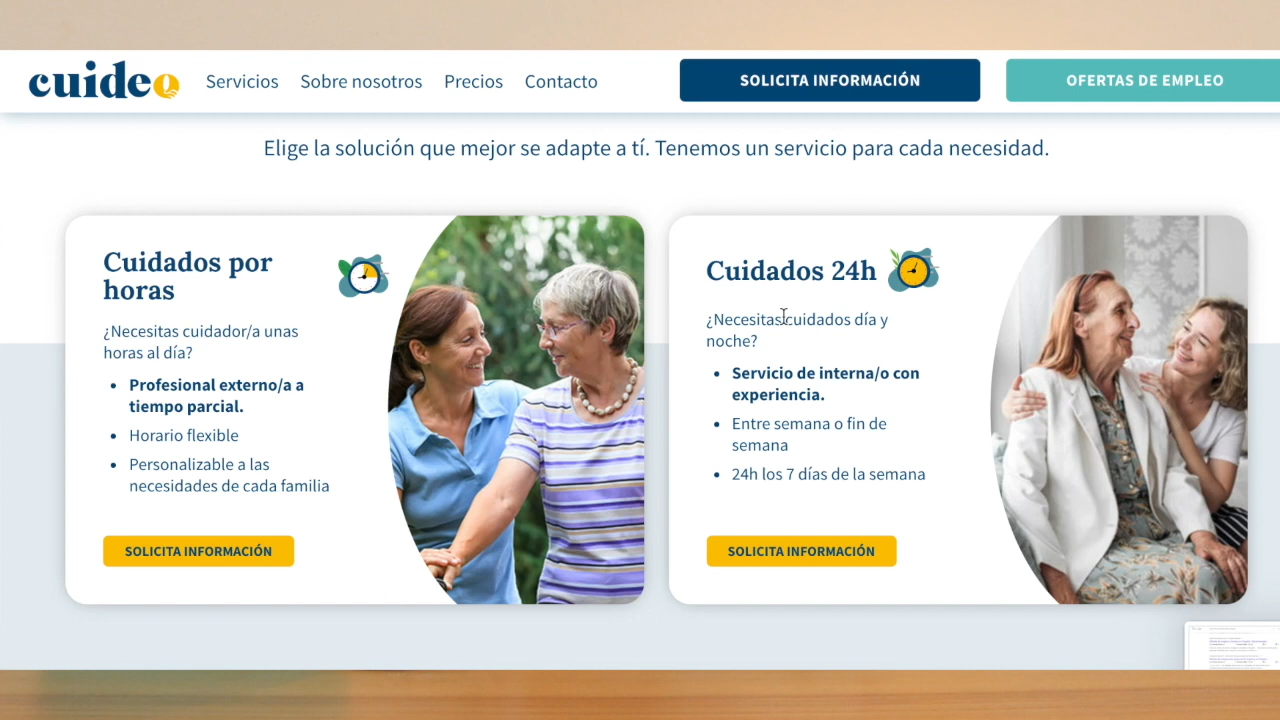 cuideo
Servicios Sobre nosotros Precios Contacto
SOLICITA INFORMACIÓN
OFERTAS DE EMPLEO
Elige la solución que mejor se adapte a tí. Tenemos un servicio para cada necesidad.
Cuidados por
horas
¿Necesitas cuidador/a unas
horas al día?
• Profesional externo/a a
tiempo parcial.
• Horario flexible
• Personalizable a las
necesidades de cada familia
SOLICITA INFORMACIÓN
Cuidados 24h
¿Necesitas cuidados día y
noche?
• Servicio de interna/o con
experiencia.
• Entre semana o fin de
semana
• 24h los 7 días de la semana
SOLICITA INFORMACIÓN